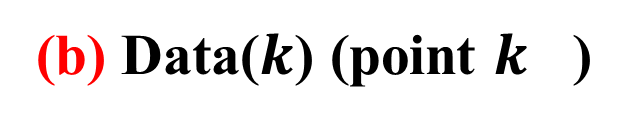 (b) Data(k) (point k )